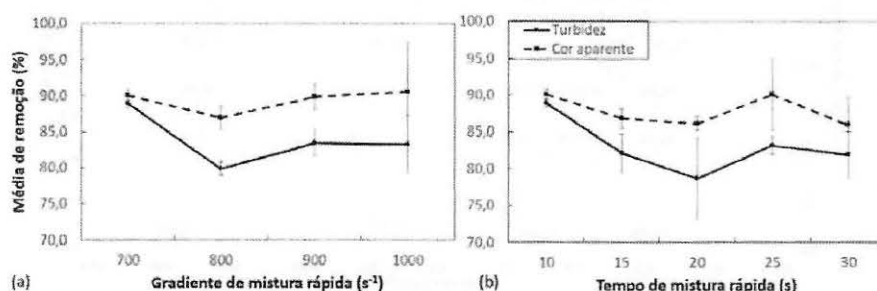 Média de remoção (%)
100,0
95,0
90,0
85,0
80,0
75,0
70,0
700 800 900 1000
(a) Gradiente de mistura rápida (s⁻¹)
Turbidez
Cor aparente
100,0
95,0
90,0
85,0
80,0
75,0
70,0
10 15 20 25 30
(b) Tempo de mistura rápida (s)